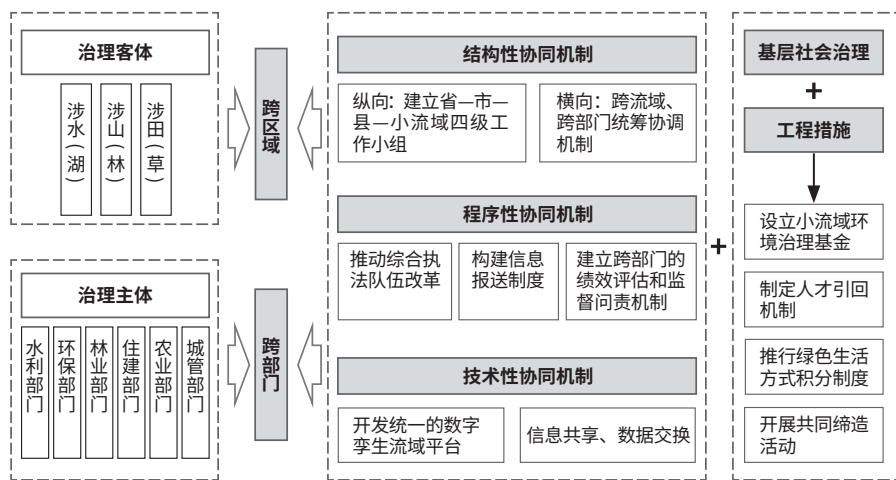 治理客体
涉水（湖）
涉山（林）
涉田（草）
治理主体
水利部门
环保部门
林业部门
住建部门
农业部门
城管部门
跨区域
跨部门
结构性协同机制
纵向：建立省—市—
县—小流域四级工
作小组
横向：跨流域、
跨部门统筹协调
机制
程序性协同机制
推动综合执
法队伍改革
构建信息
报送制度
建立跨部门的
绩效评估和监
督问责机制
技术性协同机制
开发统一的数字
孪生流域平台
信息共享、数据交换
+
基层社会治理
+
工程措施
设立小流域环
境治理基金
制定人才引回
机制
推行绿色生活
方式积分制度
开展共同缔造
活动